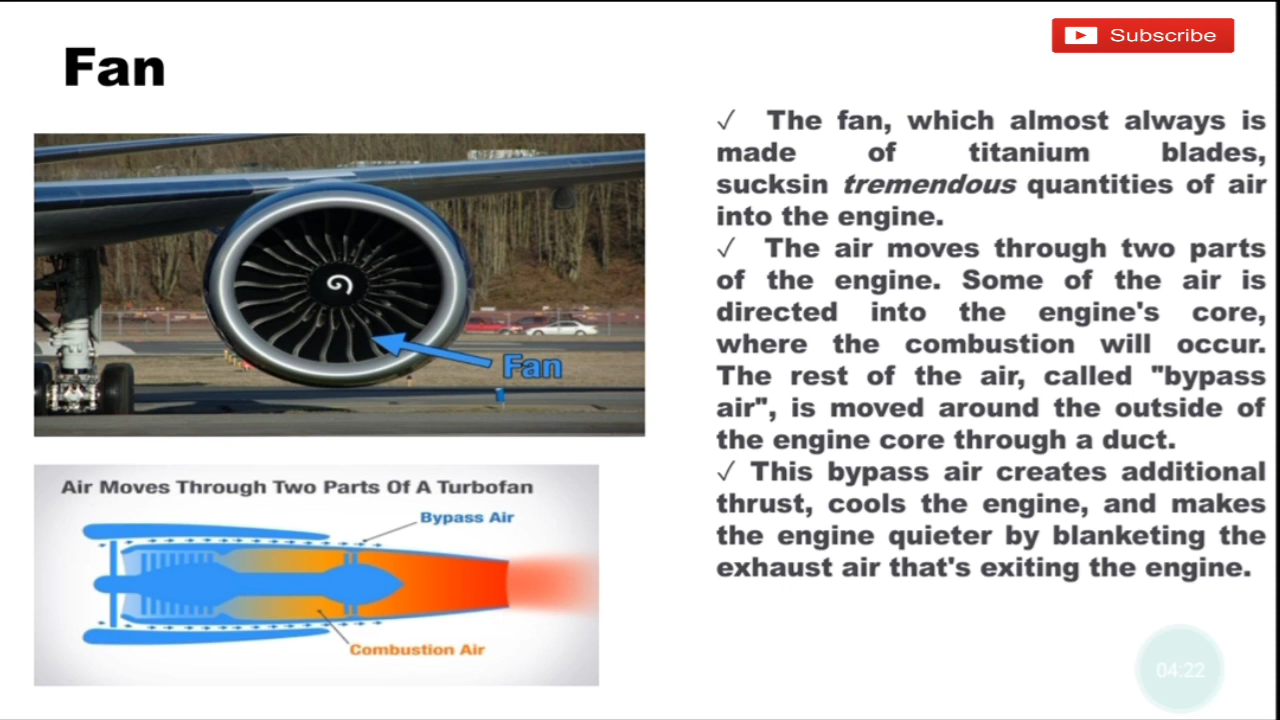 Subscribe
Fan
Fan
Air Moves Through Two Parts Of A Turbofan
Bypass Air
Combustion Air
✓ The fan, which almost always is
made of titanium blades,
sucksin tremendous quantities of air
into the engine.
✓ The air moves through two parts
of the engine. Some of the air is
directed into the engine's core,
where the combustion will occur.
The rest of the air, called "bypass
air", is moved around the outside of
the engine core through a duct.
✓ This bypass air creates additional
thrust, cools the engine, and makes
the engine quieter by blanketing the
exhaust air that's exiting the engine.
04:22